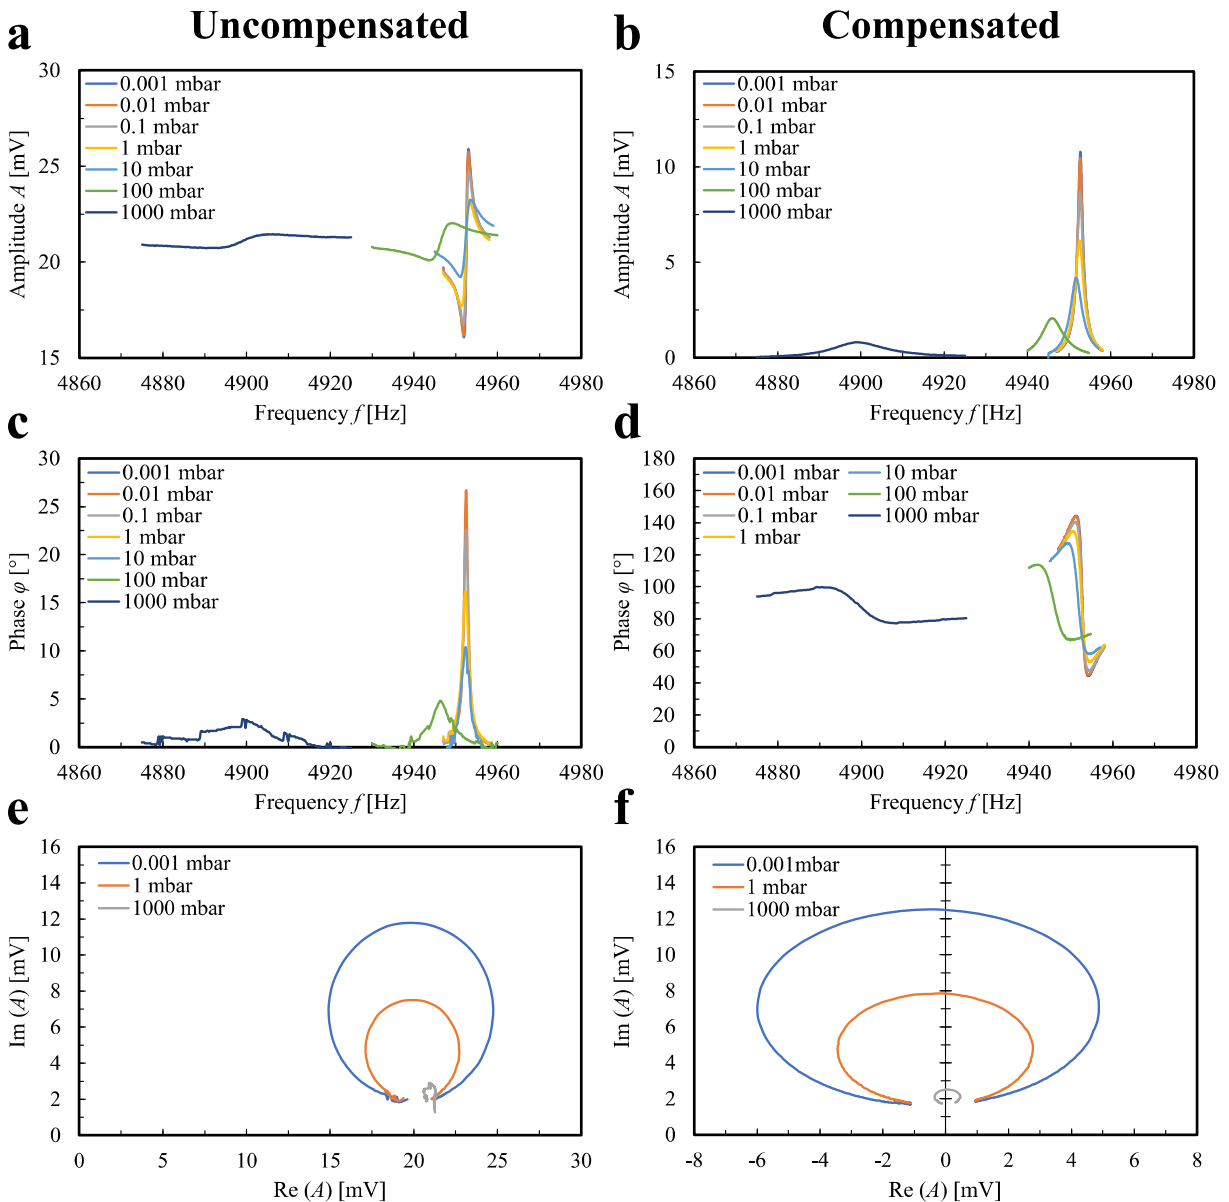 Uncompensated
Compensated
a
30
25
20
15
Amplitude A [mV]
0.001 mbar
0.01 mbar
0.1 mbar
1 mbar
10 mbar
100 mbar
1000 mbar
4860 4880 4900 4920 4940 4960 4980
Frequency f [Hz]
b
15
10
5
0
Amplitude A [mV]
0.001 mbar
0.01 mbar
0.1 mbar
1 mbar
10 mbar
100 mbar
1000 mbar
4860 4880 4900 4920 4940 4960 4980
Frequency f [Hz]
c
30
25
20
15
10
5
0
Phase φ [°]
0.001 mbar
0.01 mbar
0.1 mbar
1 mbar
10 mbar
100 mbar
1000 mbar
4860 4880 4900 4920 4940 4960 4980
Frequency f [Hz]
d
180
160
140
120
100
80
60
40
20
0
Phase φ [°]
0.001 mbar
0.01 mbar
0.1 mbar
1 mbar
10 mbar
100 mbar
1000 mbar
4860 4880 4900 4920 4940 4960 4980
Frequency f [Hz]
e
16
14
12
10
8
6
4
2
0
Im (A) [mV]
0.001 mbar
1 mbar
1000 mbar
0 5 10 15 20 25 30
Re (A) [mV]
f
16
14
12
10
8
6
4
2
0
Im (A) [mV]
0.001mbar
1 mbar
1000 mbar
-8 -6 -4 -2 0 2 4 6 8
Re (A) [mV]